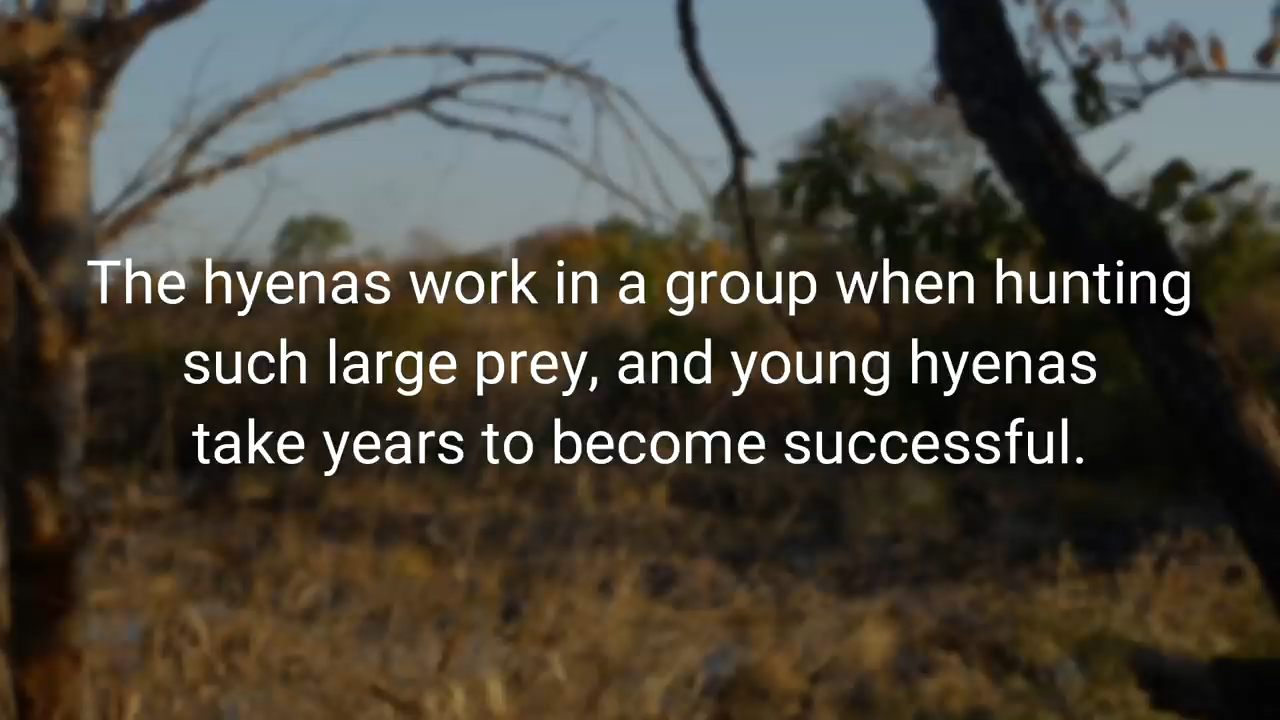 The hyenas work in a group when hunting
such large prey, and young hyenas
take years to become successful.